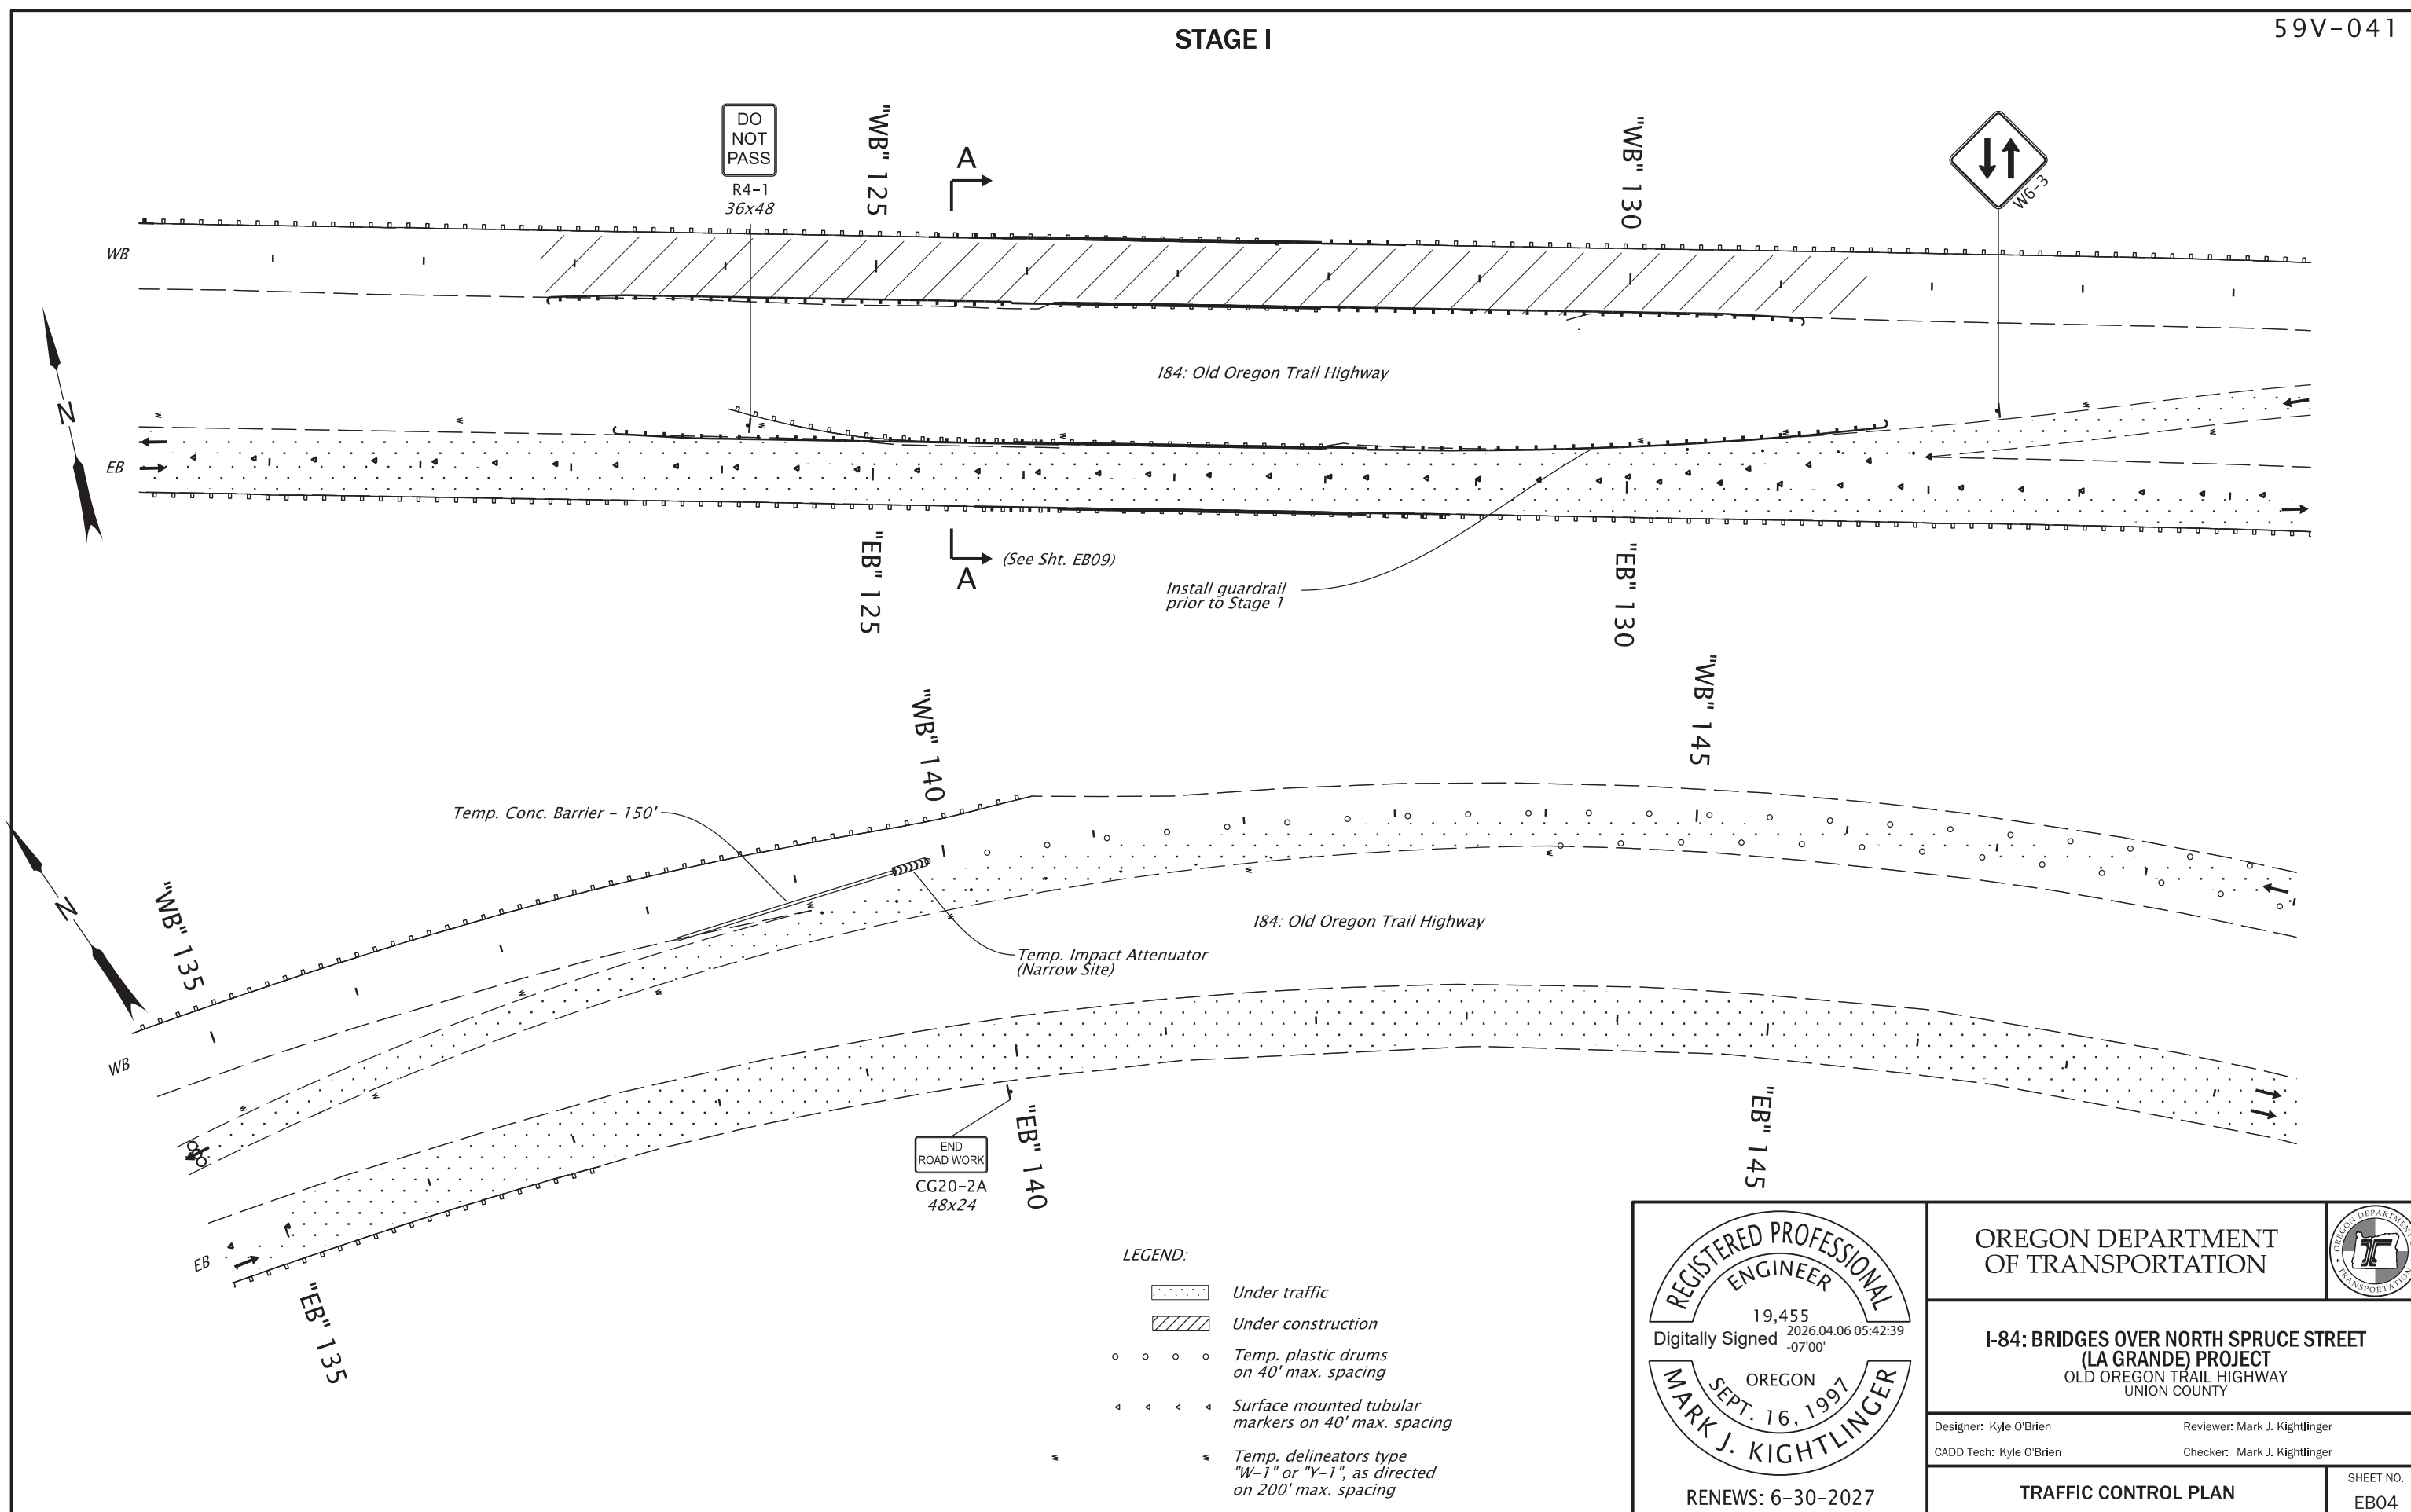 STAGE I
59V-041
DO
NOT
PASS
R4-1
36x48
"WB" 125
A
"WB" 130
W6-3
WB
I84: Old Oregon Trail Highway
N
EB
"EB" 125
A
(See Sht. EB09)
Install guardrail
prior to Stage 1
"EB" 130
"WB" 140
"WB" 145
Temp. Conc. Barrier - 150'
N
"WB" 135
I84: Old Oregon Trail Highway
Temp. Impact Attenuator
(Narrow Site)
WB
END
ROAD WORK
CG20-2A
48x24
"EB" 140
"EB" 145
EB
"EB" 135
LEGEND:
Under traffic
Under construction
Temp. plastic drums
on 40' max. spacing
Surface mounted tubular
markers on 40' max. spacing
Temp. delineators type
"W-1" or "Y-1", as directed
on 200' max. spacing
REGISTERED PROFESSIONAL
ENGINEER
19,455
Digitally Signed 2026.04.06 05:42:39
-07'00'
OREGON
SEPT. 16, 1997
MARK J. KIGHTLINGER
RENEWS: 6-30-2027
OREGON DEPARTMENT
OF TRANSPORTATION
OREGON DEPARTMENT
TRANSPORTATION
I-84: BRIDGES OVER NORTH SPRUCE STREET
(LA GRANDE) PROJECT
OLD OREGON TRAIL HIGHWAY
UNION COUNTY
Designer: Kyle O'Brien
Reviewer: Mark J. Kightlinger
CADD Tech: Kyle O'Brien
Checker: Mark J. Kightlinger
TRAFFIC CONTROL PLAN
SHEET NO.
EB04